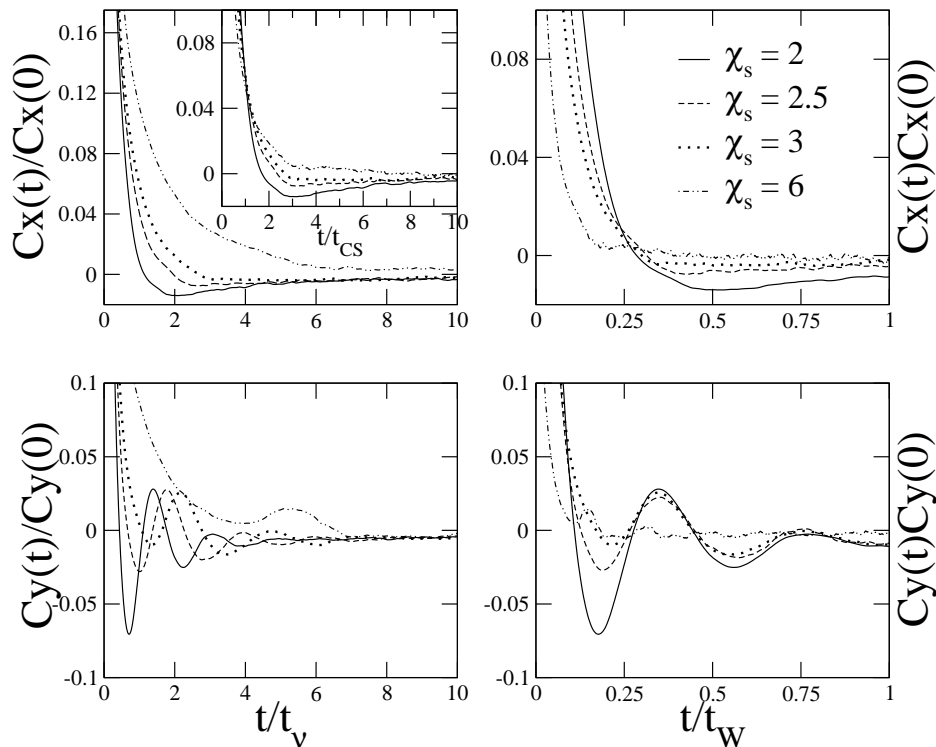 Cx(t)/Cx(0)
0.16
0.12
0.08
0.04
0
0 2 4 6 8 10
0.08
0.04
0
0 2 4 6 8 10
t/t_CS
0.08
0.04
0
0 0.25 0.5 0.75 1
χ_s = 2
χ_s = 2.5
χ_s = 3
χ_s = 6
Cx(t)Cx(0)
Cy(t)/Cy(0)
0.1
0.05
0
-0.05
-0.1
0 2 4 6 8 10
t/t_ν
0.1
0.05
0
-0.05
-0.1
0 0.25 0.5 0.75 1
t/t_W
Cy(t)Cy(0)